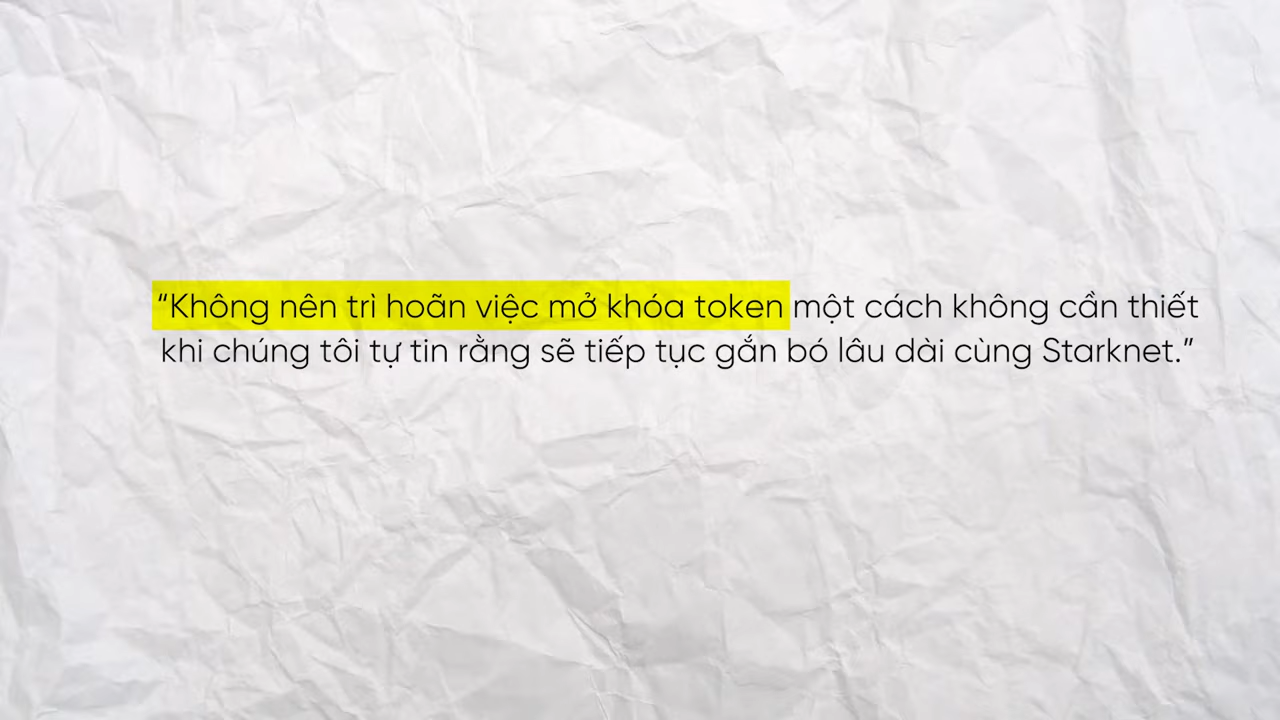 “Không nên trì hoãn việc mở khóa token một cách không cần thiết
khi chúng tôi tự tin rằng sẽ tiếp tục gắn bó lâu dài cùng Starknet.”